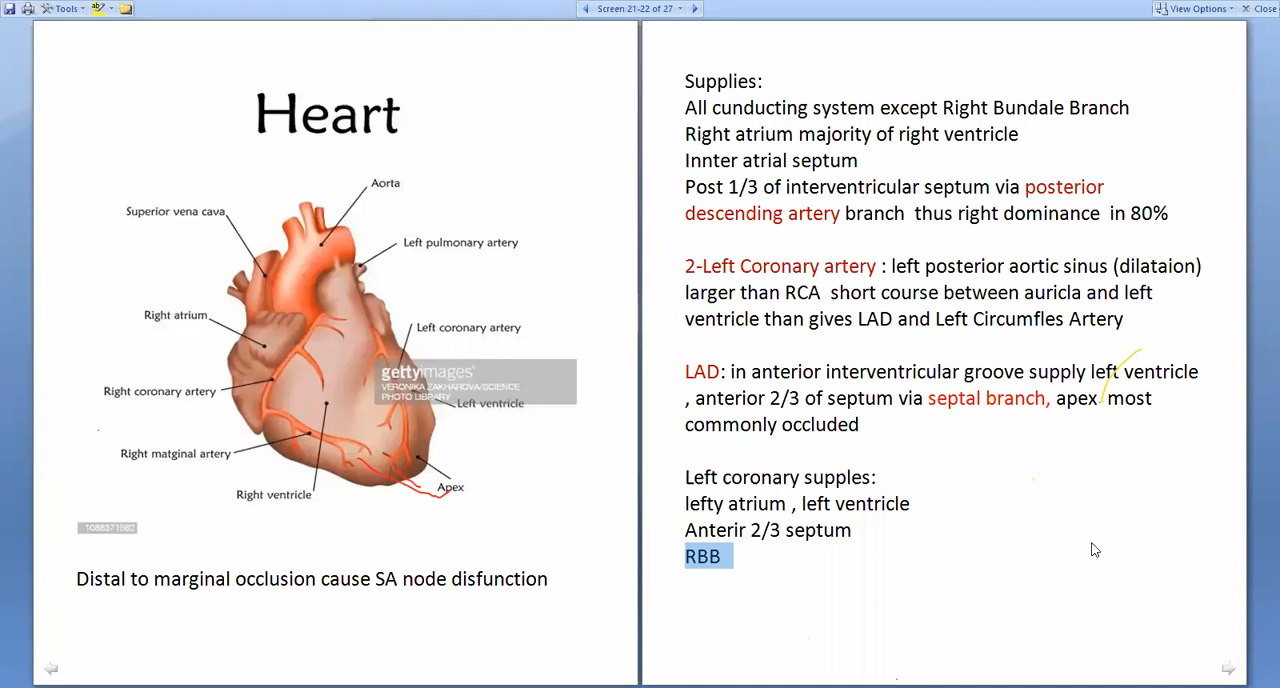 Tools
Screen 21-22 of 27
View Options
Close
Heart
Aorta
Superior vena cava
Left pulmonary artery
Right atrium
Left coronary artery
gettyimages
VERONIKA ZAKHAROVA/SCIENCE
PHOTO LIBRARY
Right coronary artery
Left ventricle
Right matginal artery
Apex
Right ventricle
1088371962
Distal to marginal occlusion cause SA node disfunction
Supplies:
All cunducting system except Right Bundale Branch
Right atrium majority of right ventricle
Innter atrial septum
Post 1/3 of interventricular septum via posterior
descending artery branch thus right dominance in 80%
2-Left Coronary artery : left posterior aortic sinus (dilataion)
larger than RCA short course between auricla and left
ventricle than gives LAD and Left Circumfles Artery
LAD: in anterior interventricular groove supply left ventricle
, anterior 2/3 of septum via septal branch, apex. most
commonly occluded
Left coronary supples:
lefty atrium , left ventricle
Anterir 2/3 septum
RBB